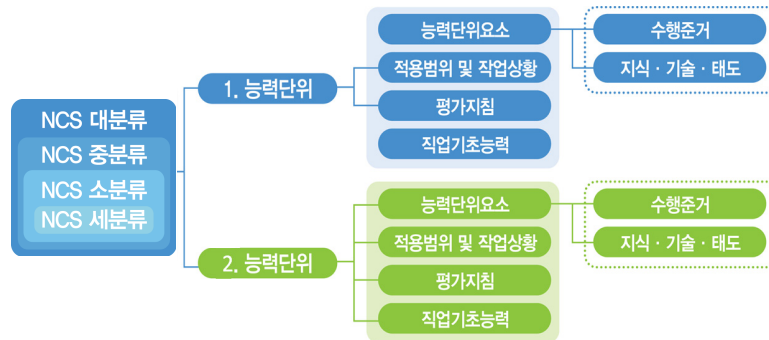 NCS 대분류
NCS 중분류
NCS 소분류
NCS 세분류
1. 능력단위
능력단위요소
적용범위 및 작업상황
평가지침
직업기초능력
수행준거
지식 · 기술 · 태도
2. 능력단위
능력단위요소
적용범위 및 작업상황
평가지침
직업기초능력
수행준거
지식 · 기술 · 태도